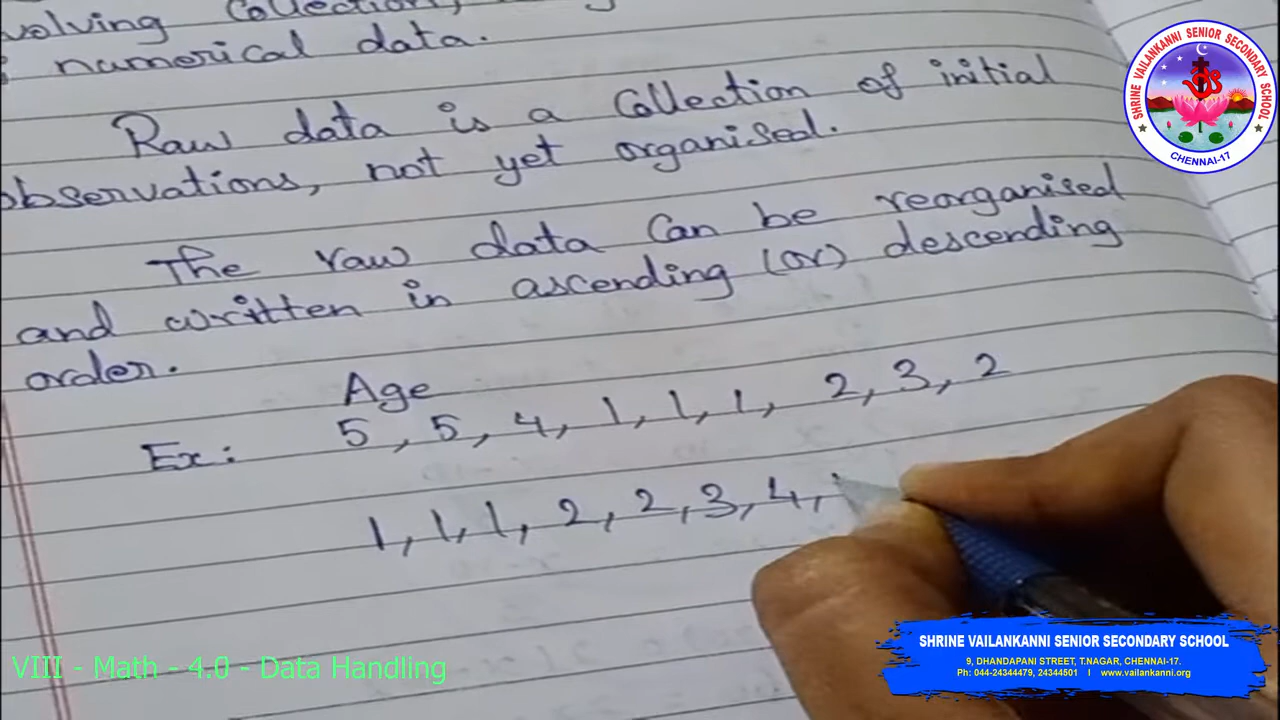 numerical data.
Raw data is a collection of initial
observations, not yet organised.
The raw data can be reorganised
and written in ascending (or) descending
order.
Age
Ex: 5, 5, 4, 1, 1, 1, 2, 3, 2
1, 1, 1, 2, 2, 3, 4,
SHRINE VAILANKANNI SENIOR SECONDARY SCHOOL
CHENNAI-17
VIII - Math - 4.0 - Data Handling
SHRINE VAILANKANNI SENIOR SECONDARY SCHOOL
9, DHANDAPANI STREET, T.NAGAR, CHENNAI-17.
Ph: 044-24344479, 24344501 I www.vailankanni.org